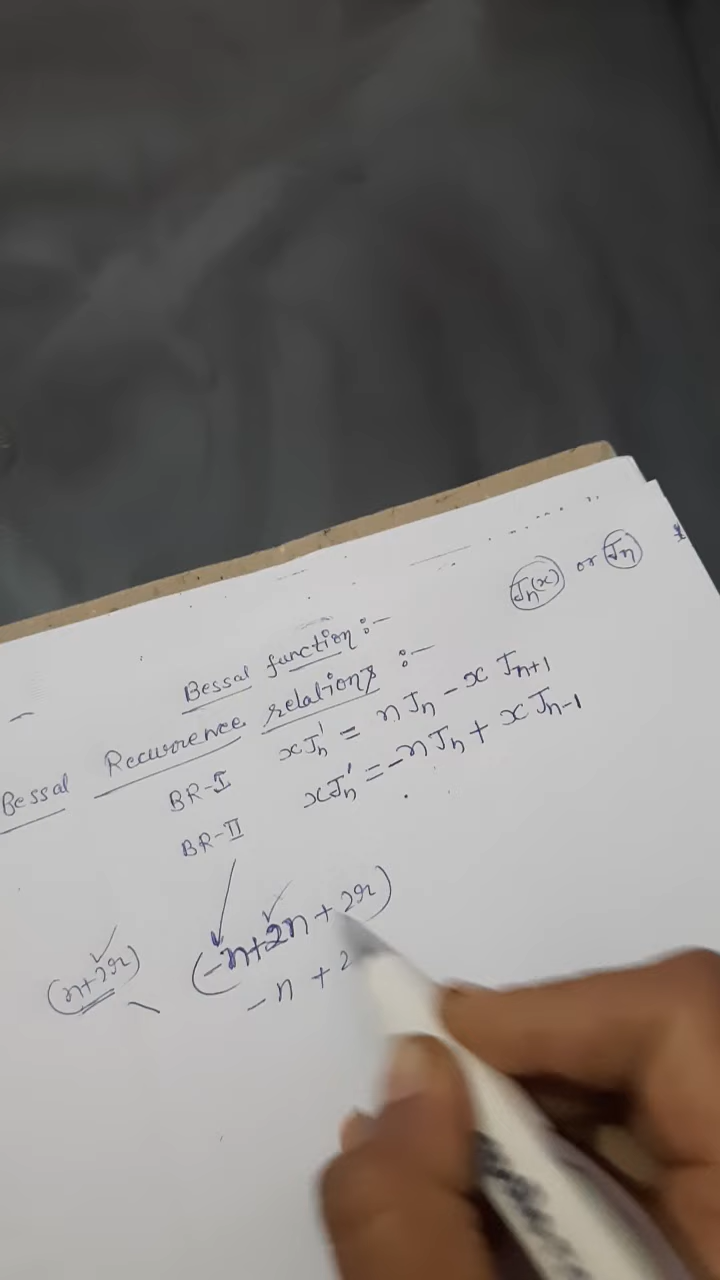 Jn(x) or Jn
Bessal function :-
Bessal Recurrence relations :-
BR-I xJn' = nJn - xJn+1
BR-II xJn' = -nJn + xJn-1
(n+2r) (-n+2n+2r)
-n + 2